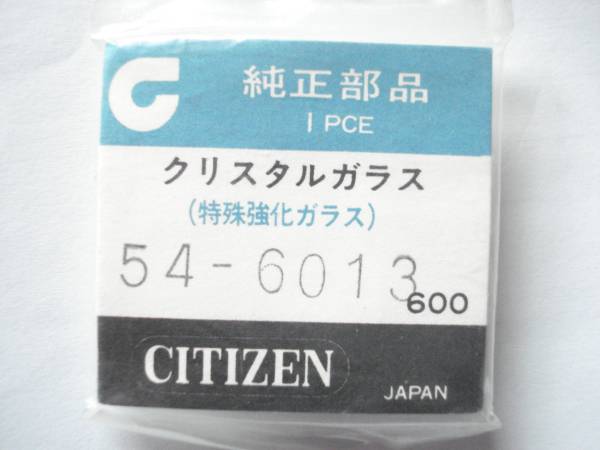 純正部品
1 PCE
クリスタルガラス
(特殊強化ガラス)
54-6013
600
CITIZEN
JAPAN